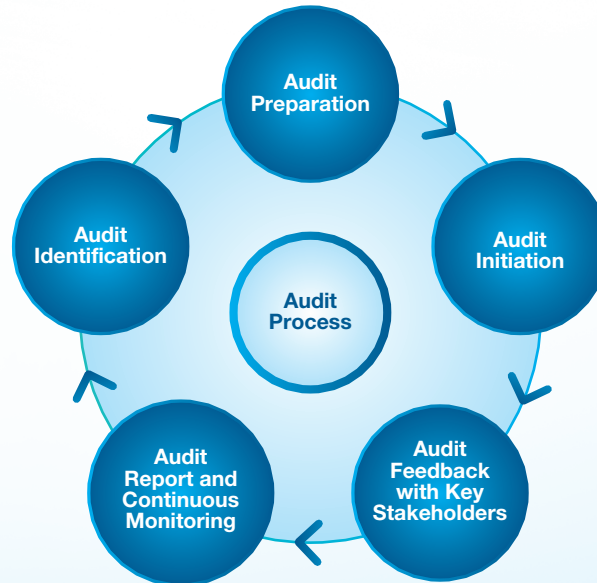 Audit
Preparation
Audit
Initiation
Audit
Feedback
with Key
Stakeholders
Audit
Report and
Continuous
Monitoring
Audit
Identification
Audit
Process